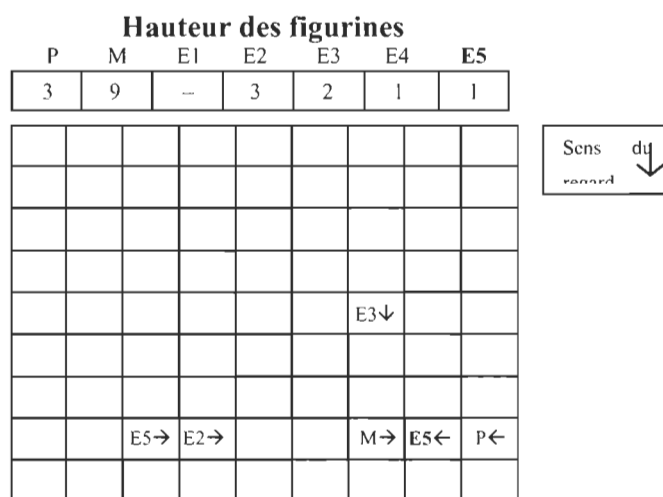 Hauteur des figurines
P M E1 E2 E3 E4 E5
3 9 – 3 2 1 1
Sens du ↓
regard
E3↓
E5→ E2→ M→ E5← P←